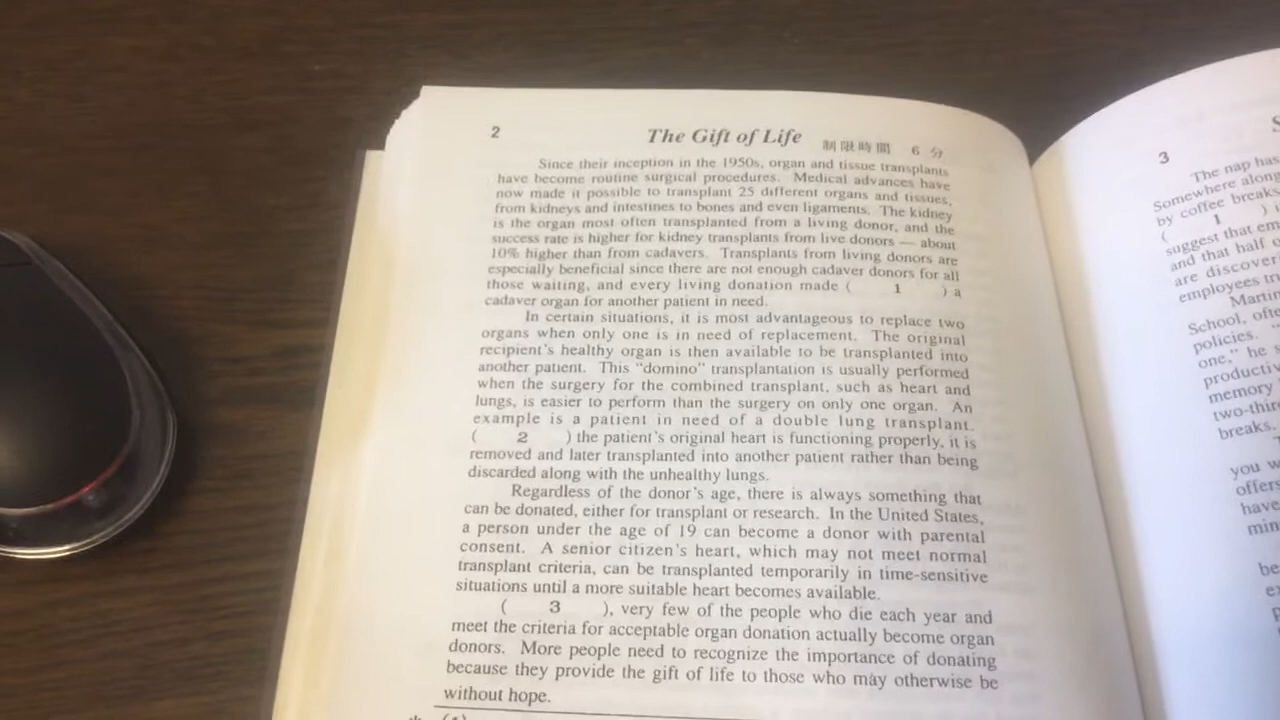 2
The Gift of Life
制限時間 6 分
Since their inception in the 1950s, organ and tissue transplants
have become routine surgical procedures. Medical advances have
now made it possible to transplant 25 different organs and tissues,
from kidneys and intestines to bones and even ligaments. The kidney
is the organ most often transplanted from a living donor, and the
success rate is higher for kidney transplants from live donors — about
10% higher than from cadavers. Transplants from living donors are
especially beneficial since there are not enough cadaver donors for all
those waiting, and every living donation made ( 1 ) a
cadaver organ for another patient in need.
In certain situations, it is most advantageous to replace two
organs when only one is in need of replacement. The original
recipient's healthy organ is then available to be transplanted into
another patient. This "domino" transplantation is usually performed
when the surgery for the combined transplant, such as heart and
lungs, is easier to perform than the surgery on only one organ. An
example is a patient in need of a double lung transplant.
( 2 ) the patient's original heart is functioning properly, it is
removed and later transplanted into another patient rather than being
discarded along with the unhealthy lungs.
Regardless of the donor's age, there is always something that
can be donated, either for transplant or research. In the United States,
a person under the age of 19 can become a donor with parental
consent. A senior citizen's heart, which may not meet normal
transplant criteria, can be transplanted temporarily in time-sensitive
situations until a more suitable heart becomes available.
( 3 ), very few of the people who die each year and
meet the criteria for acceptable organ donation actually become organ
donors. More people need to recognize the importance of donating
because they provide the gift of life to those who may otherwise be
without hope.
3
The nap has
Somewhere along
by coffee breaks
( 1 )
suggest that
and that half
are
employees
Martin
School,
policies.
one," he
memory
breaks.
you
have